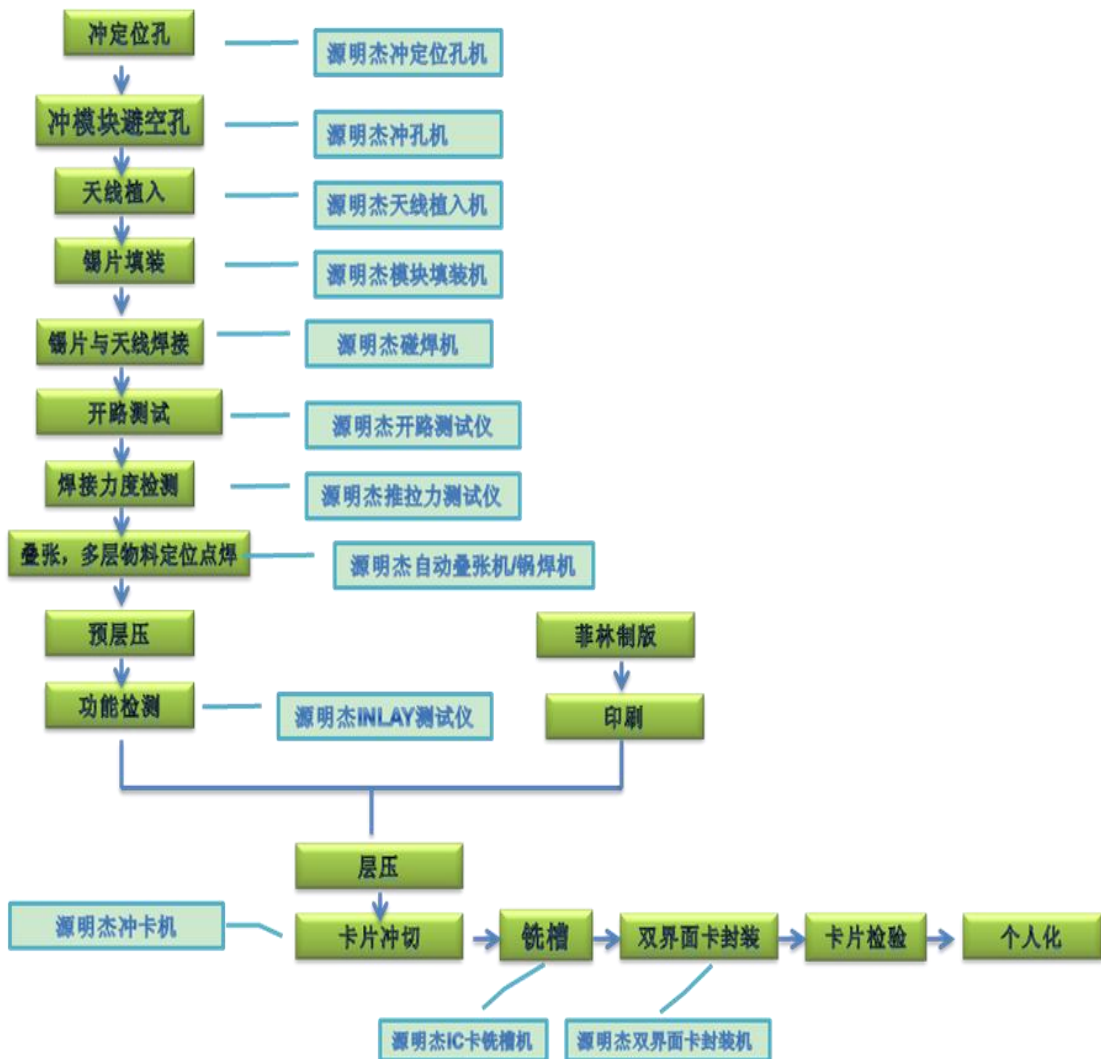 冲定位孔
源明杰冲定位孔机
冲模块避空孔
源明杰冲孔机
天线植入
源明杰天线植入机
锡片填装
源明杰模块填装机
锡片与天线焊接
源明杰碰焊机
开路测试
源明杰开路测试仪
焊接力度检测
源明杰推拉力测试仪
叠张，多层物料定位点焊
源明杰自动叠张机/锅焊机
预层压
菲林制版
功能检测
源明杰INLAY测试仪
印刷
层压
源明杰冲卡机
卡片冲切
铣槽
双界面卡封装
卡片检验
个人化
源明杰IC卡铣槽机
源明杰双界面卡封装机